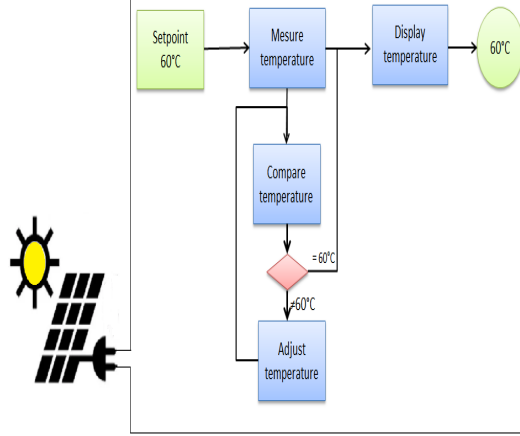 Setpoint
60°C
Mesure
temperature
Display
temperature
60°C
Compare
temperature
= 60°C
≠60°C
Adjust
temperature